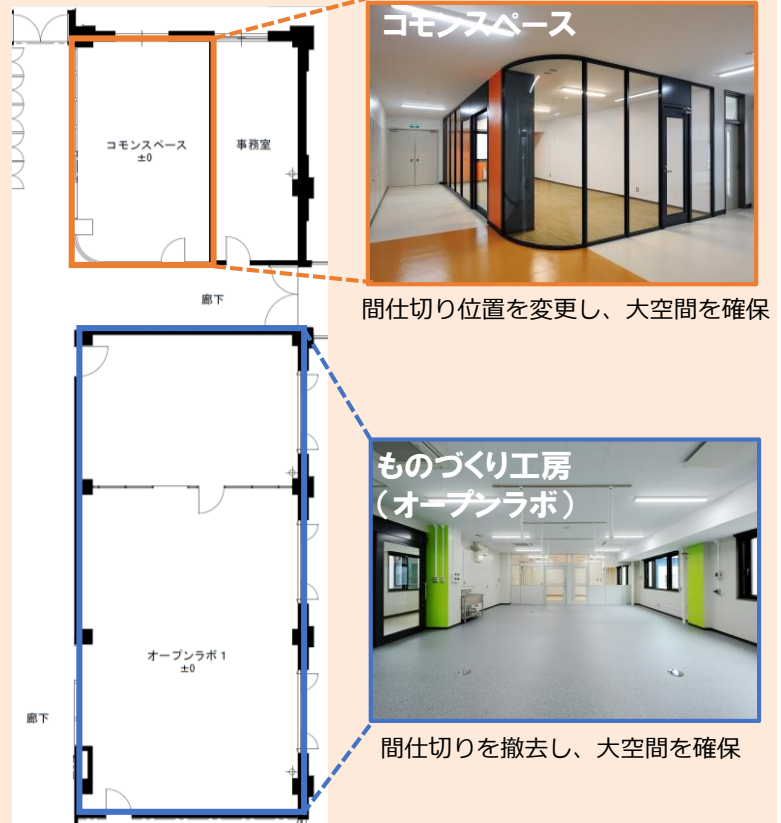 コモンスペース
コモンスペース
±0
事務室
間仕切り位置を変更し、大空間を確保
廊下
ものづくり工房
（オープンラボ）
オープンラボ1
±0
廊下
間仕切りを撤去し、大空間を確保